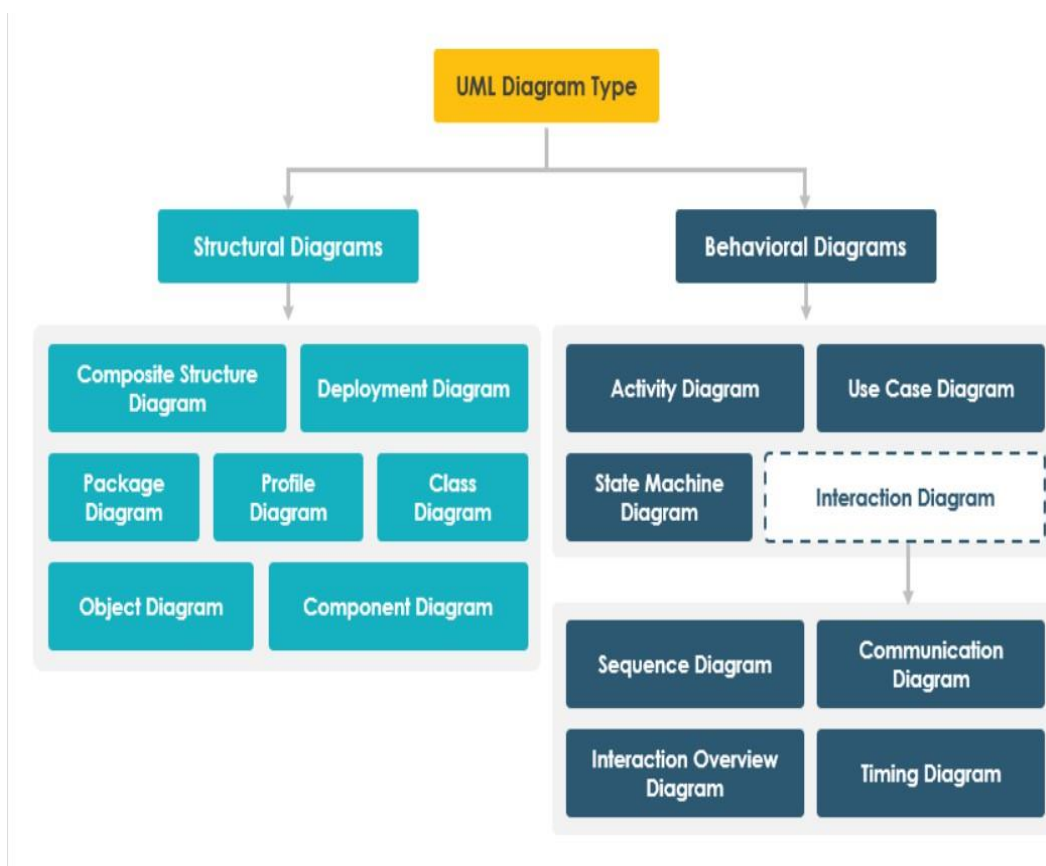 UML Diagram Type
Structural Diagrams
Behavioral Diagrams
Composite Structure
Diagram
Deployment Diagram
Package
Diagram
Profile
Diagram
Class
Diagram
Object Diagram
Component Diagram
Activity Diagram
Use Case Diagram
State Machine
Diagram
Interaction Diagram
Sequence Diagram
Communication
Diagram
Interaction Overview
Diagram
Timing Diagram